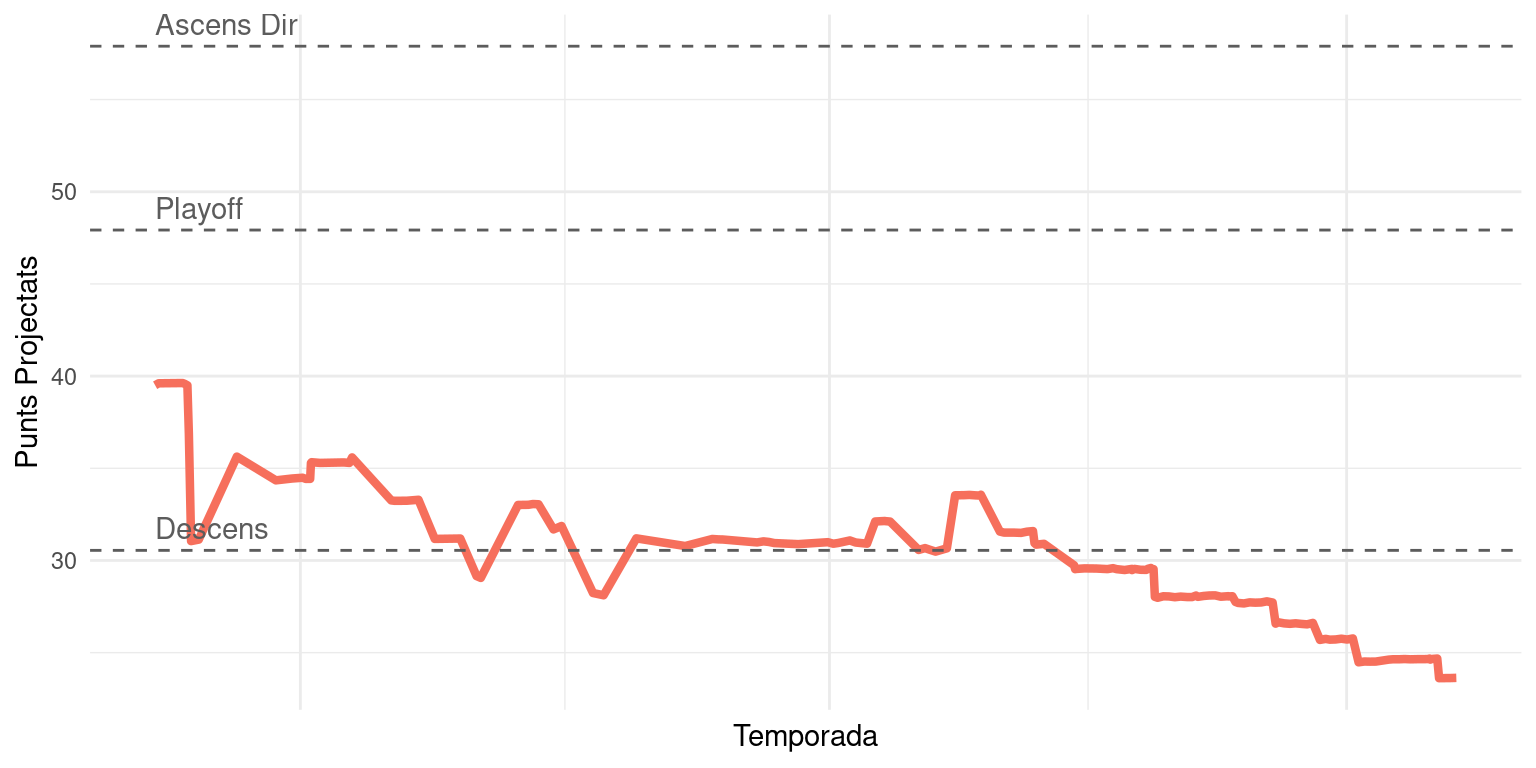 Ascens Dir
50
Playoff
Punts Projectats
40
Descens
30
Temporada